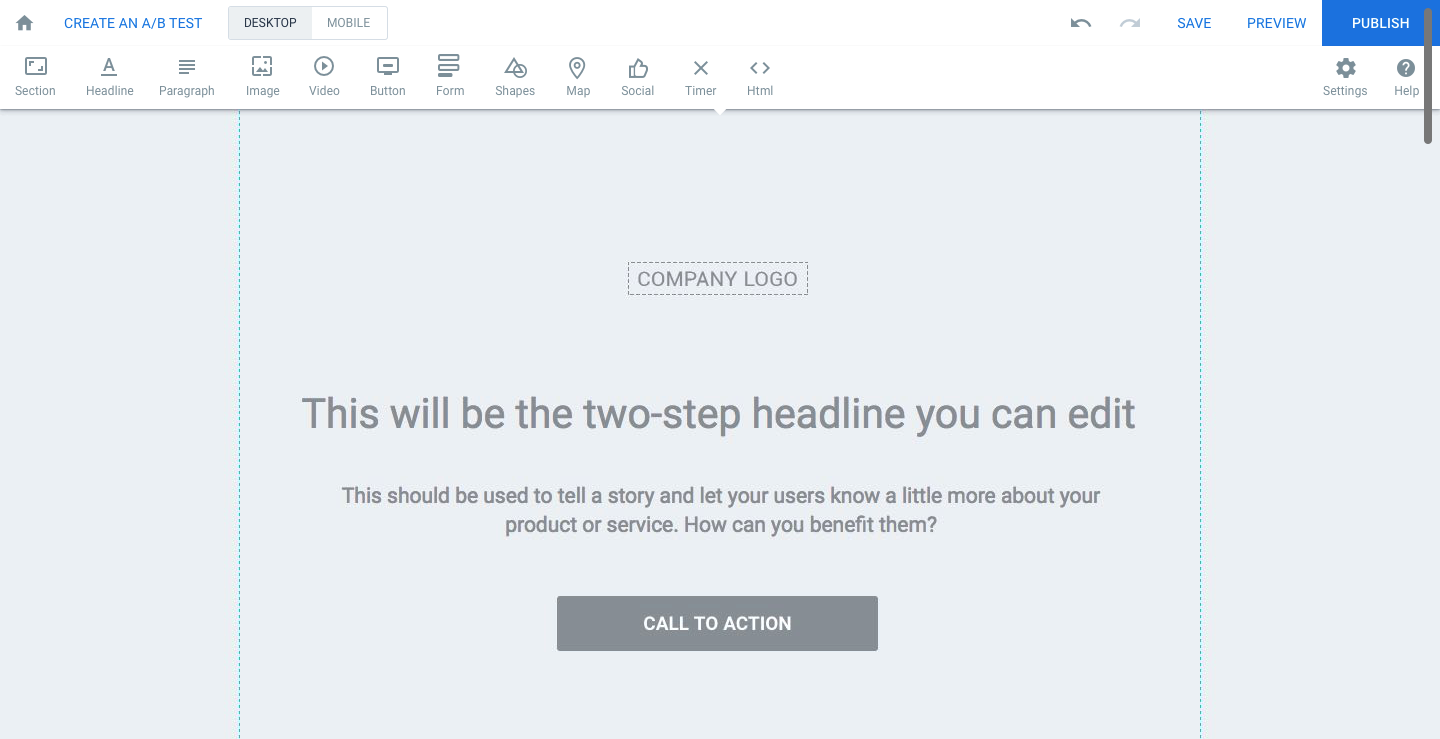 CREATE AN A/B TEST DESKTOP MOBILE SAVE PREVIEW PUBLISH
Section Headline Paragraph Image Video Button Form Shapes Map Social Timer Html Settings Help
COMPANY LOGO
This will be the two-step headline you can edit
This should be used to tell a story and let your users know a little more about your
product or service. How can you benefit them?
CALL TO ACTION